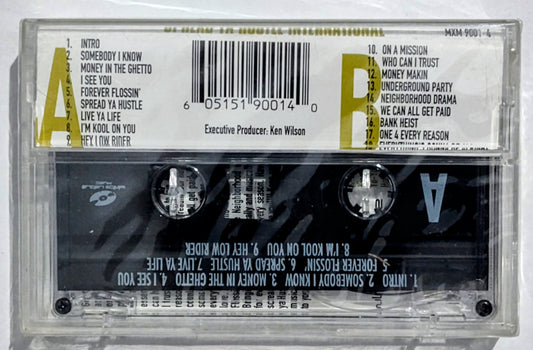 SPREAD YA HUSTLE INTERNATIONAL
MXM 9001 4
A
1. INTRO
2. SOMEBODY I KNOW
3. MONEY IN THE GHETTO
4. I SEE YOU
5. FOREVER FLOSSIN'
6. SPREAD YA HUSTLE
7. LIVE YA LIFE
8. I'M KOOL ON YOU
9. HEY LOW RIDER
6 05151 90014 0
Executive Producer: Ken Wilson
B
10. ON A MISSION
11. WHO CAN I TRUST
12. MONEY MAKIN
13. UNDERGROUND PARTY
14. NEIGHBORHOOD DRAMA
15. WE CAN ALL GET PAID
16. BANK HEIST
17. ONE 4 EVERY REASON
A
Neighborhood
1. INTRO 2. SOMEBODY I KNOW 3. MONEY IN THE GHETTO 4. I SEE YOU
5. FOREVER FLOSSIN' 6. SPREAD YA HUSTLE 7. LIVE YA LIFE
8. I'M KOOL ON YOU 9. HEY LOW RIDER